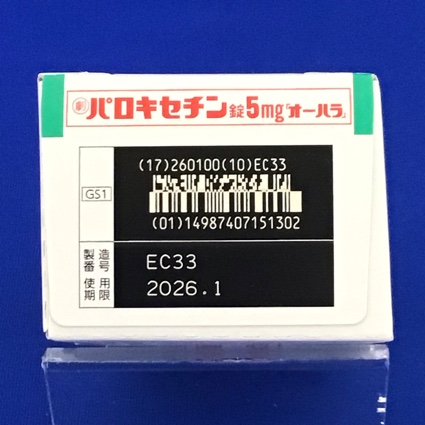 劇 パロキセチン錠5mg「オーハラ」
(17)260100(10)EC33
GS1
(01)14987407151302
製造番号 EC33
使用期限 2026.1